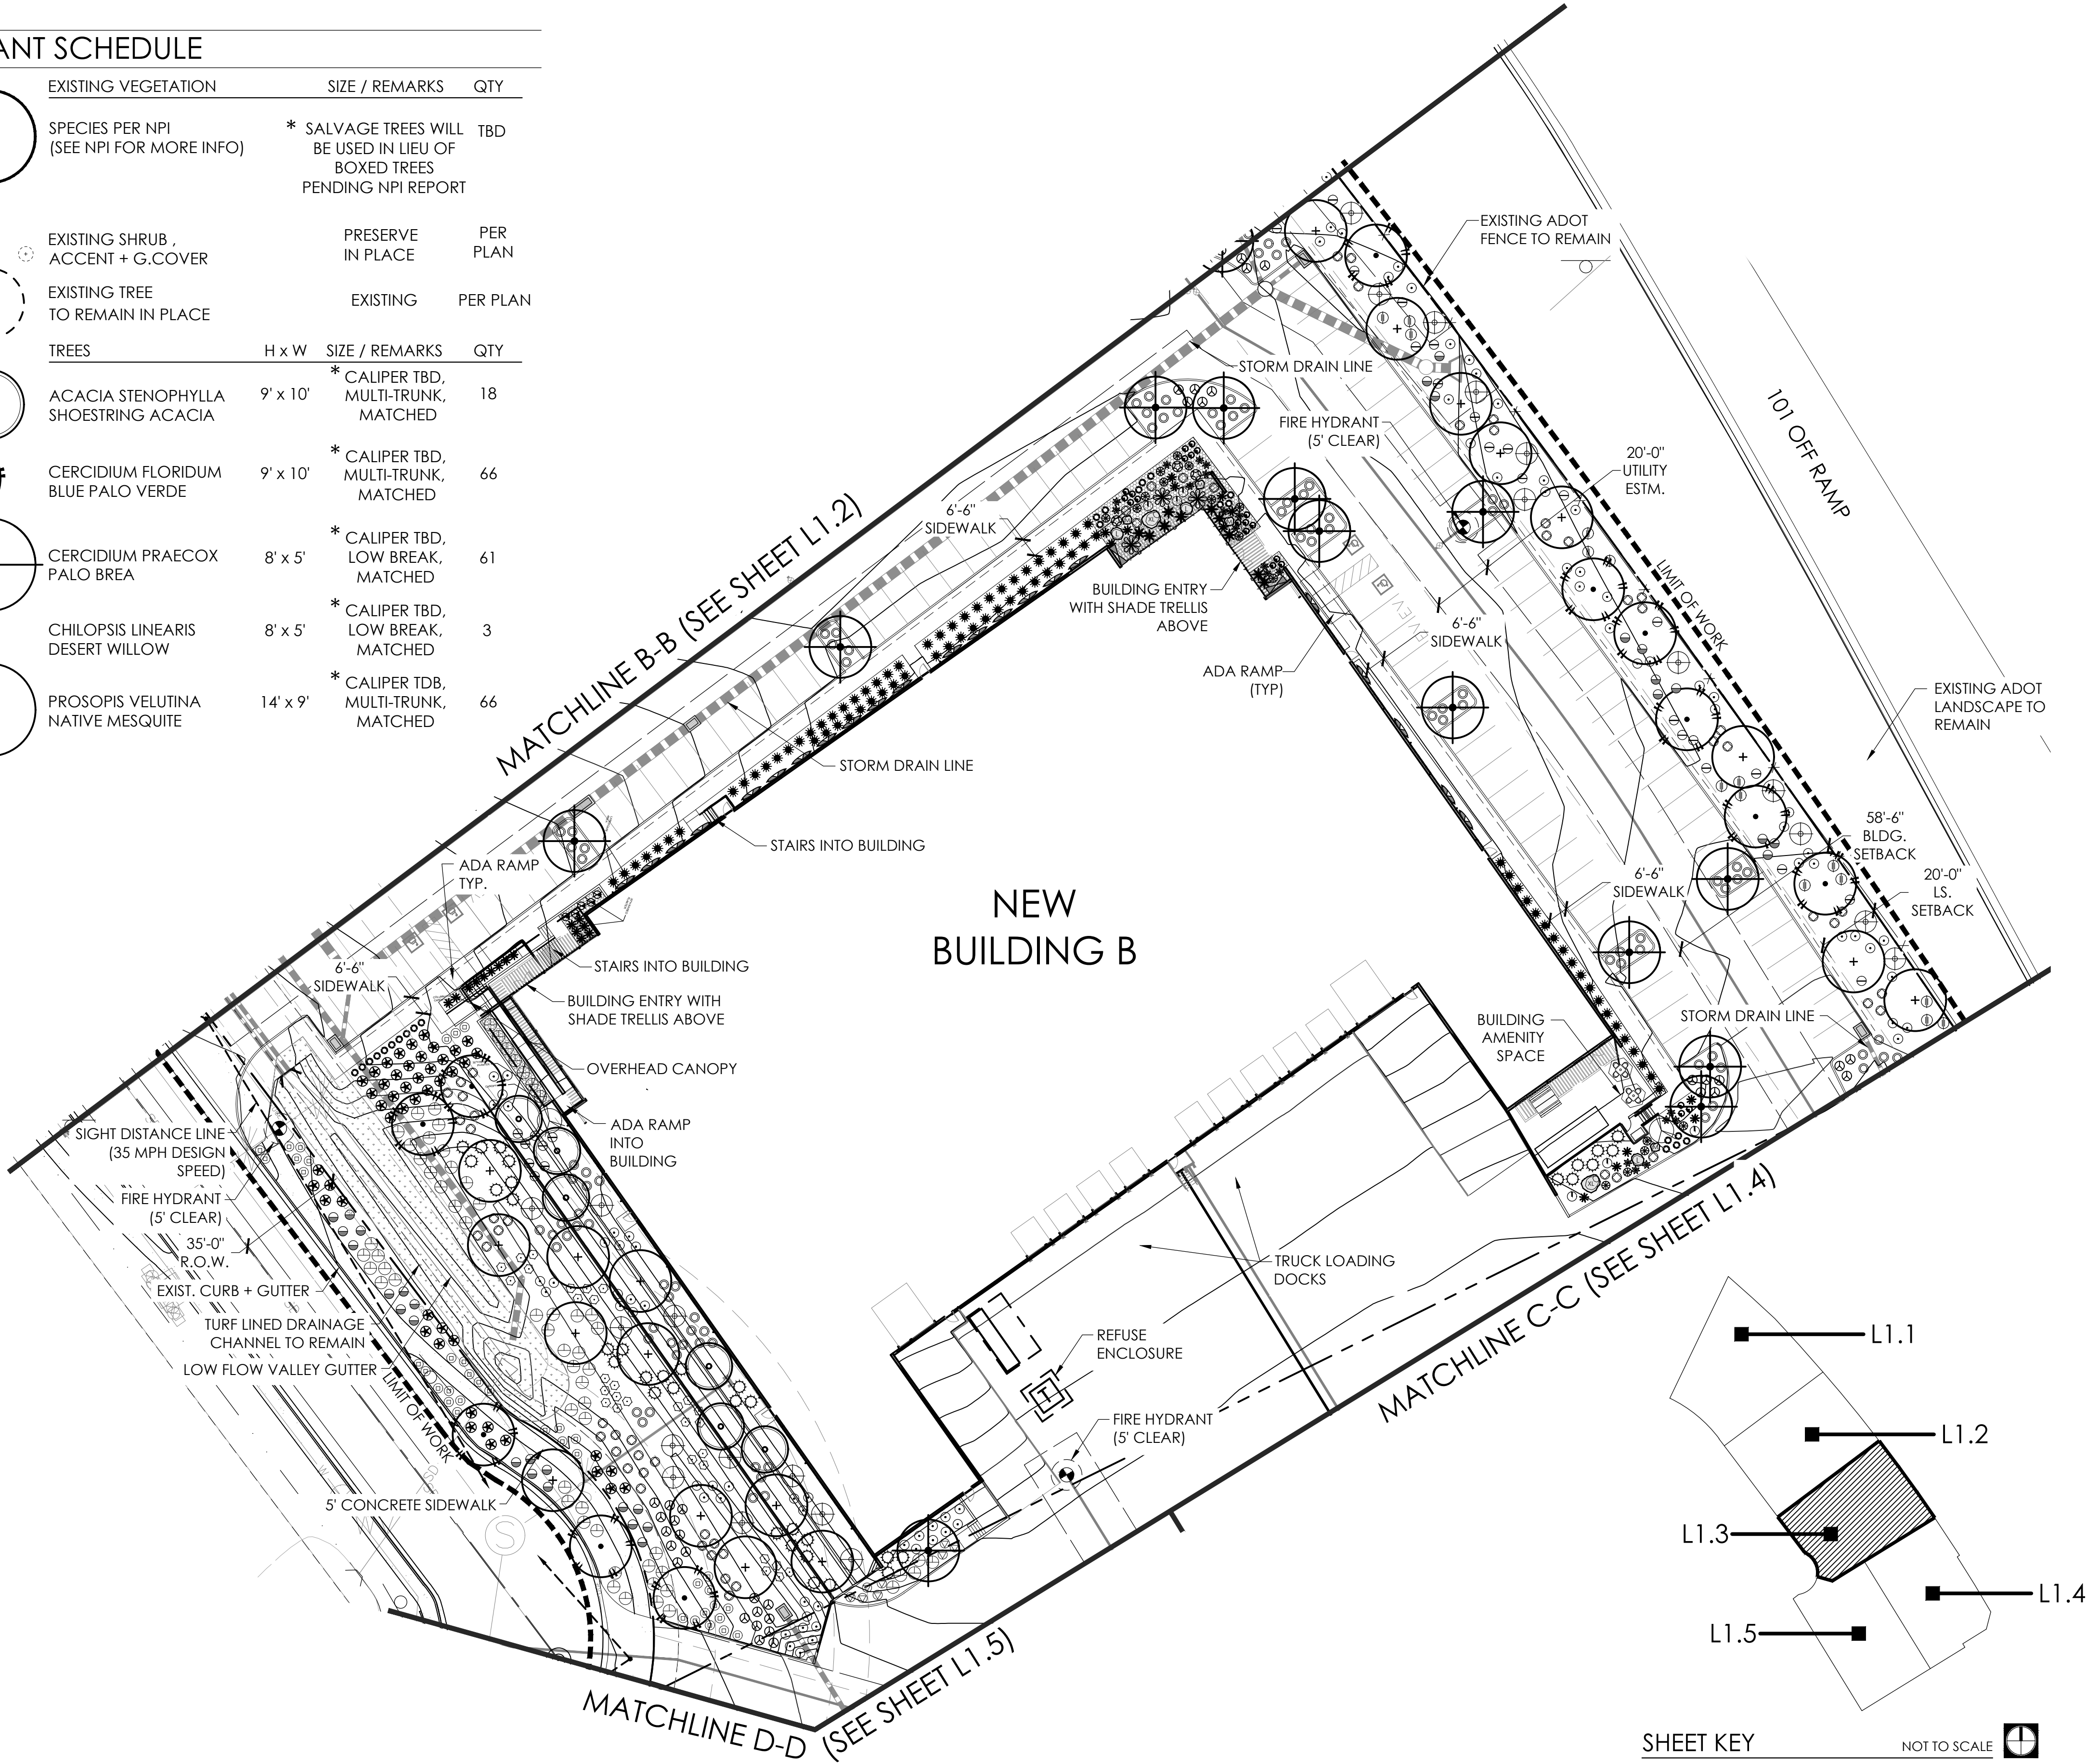 ANT SCHEDULE
EXISTING VEGETATION SIZE / REMARKS QTY
SPECIES PER NPI
(SEE NPI FOR MORE INFO)
* SALVAGE TREES WILL
BE USED IN LIEU OF
BOXED TREES
PENDING NPI REPORT
TBD
EXISTING SHRUB ,
ACCENT + G.COVER
PRESERVE
IN PLACE
PER
PLAN
EXISTING TREE
TO REMAIN IN PLACE
EXISTING
PER PLAN
TREES H x W SIZE / REMARKS QTY
ACACIA STENOPHYLLA
SHOESTRING ACACIA
9' x 10'
* CALIPER TBD,
MULTI-TRUNK,
MATCHED
18
CERCIDIUM FLORIDUM
BLUE PALO VERDE
9' x 10'
* CALIPER TBD,
MULTI-TRUNK,
MATCHED
66
CERCIDIUM PRAECOX
PALO BREA
8' x 5'
* CALIPER TBD,
LOW BREAK,
MATCHED
61
CHILOPSIS LINEARIS
DESERT WILLOW
8' x 5'
* CALIPER TBD,
LOW BREAK,
MATCHED
3
PROSOPIS VELUTINA
NATIVE MESQUITE
14' x 9'
* CALIPER TDB,
MULTI-TRUNK,
MATCHED
66
EXISTING ADOT
FENCE TO REMAIN
STORM DRAIN LINE
FIRE HYDRANT
(5' CLEAR)
101 OFF RAMP
20'-0"
UTILITY
ESTM.
MATCHLINE B-B (SEE SHEET L1.2)
6'-6"
SIDEWALK
BUILDING ENTRY
WITH SHADE TRELLIS
ABOVE
LIMIT OF WORK
6'-6"
SIDEWALK
ADA RAMP
(TYP)
EXISTING ADOT
LANDSCAPE TO
REMAIN
STORM DRAIN LINE
58'-6"
BLDG.
SETBACK
STAIRS INTO BUILDING
ADA RAMP
TYP.
6'-6"
SIDEWALK
20'-0"
LS.
SETBACK
NEW
BUILDING B
6'-6"
SIDEWALK
STAIRS INTO BUILDING
BUILDING ENTRY WITH
SHADE TRELLIS ABOVE
BUILDING
AMENITY
SPACE
STORM DRAIN LINE
OVERHEAD CANOPY
ADA RAMP
INTO
BUILDING
SIGHT DISTANCE LINE
(35 MPH DESIGN
SPEED)
FIRE HYDRANT
(5' CLEAR)
35'-0"
R.O.W.
EXIST. CURB + GUTTER
TURF LINED DRAINAGE
CHANNEL TO REMAIN
LOW FLOW VALLEY GUTTER
LIMIT OF WORK
5' CONCRETE SIDEWALK
S
SD
W
TRUCK LOADING
DOCKS
REFUSE
ENCLOSURE
FIRE HYDRANT
(5' CLEAR)
MATCHLINE C-C (SEE SHEET L1.4)
MATCHLINE D-D (SEE SHEET L1.5)
L1.1
L1.2
L1.3
L1.4
L1.5
SHEET KEY
NOT TO SCALE